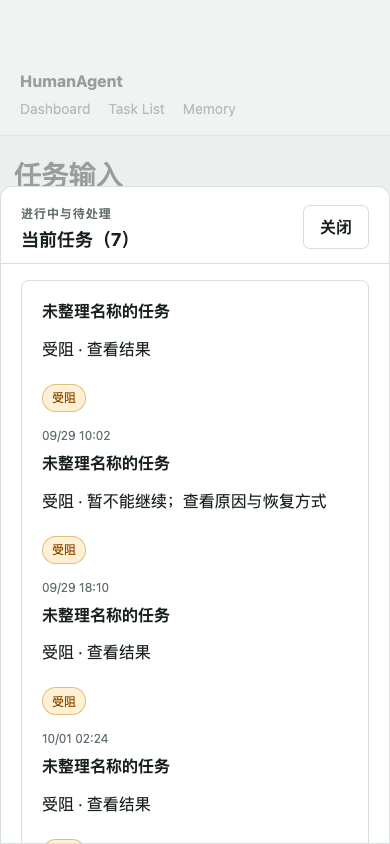 HumanAgent
Dashboard Task List Memory
任务输入
进行中与待处理
当前任务（7）
关闭
未整理名称的任务
受阻 · 查看结果
受阻
09/29 10:02
未整理名称的任务
受阻 · 暂不能继续；查看原因与恢复方式
受阻
09/29 18:10
未整理名称的任务
受阻 · 查看结果
受阻
10/01 02:24
未整理名称的任务
受阻 · 查看结果